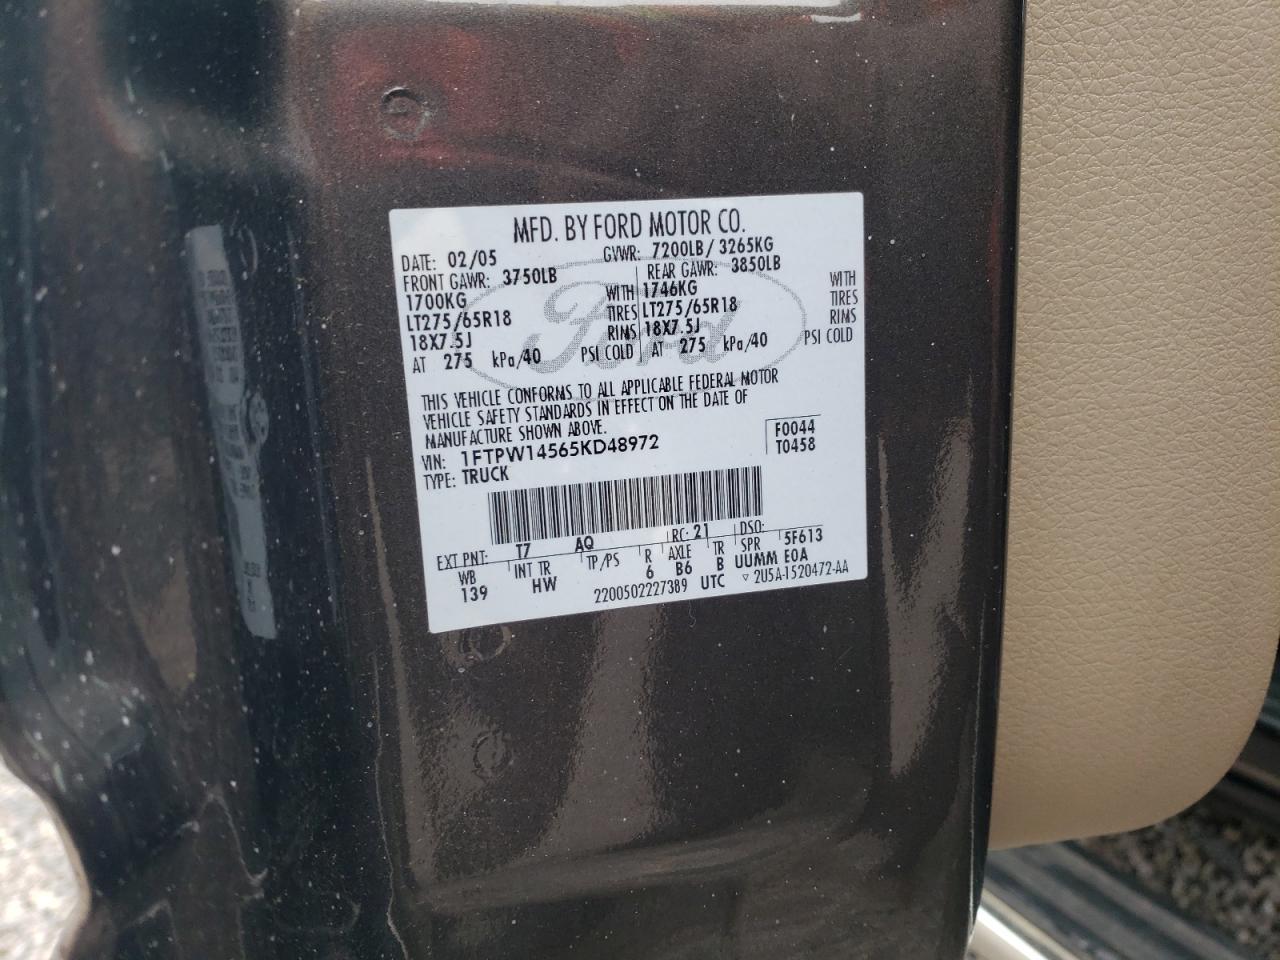 MFD. BY FORD MOTOR CO.
DATE: 02/05 GVWR: 7200LB/ 3265KG
FRONT GAWR: 3750LB REAR GAWR: 3850LB
1700KG WITH 1746KG WITH
LT275/65R18 TIRES LT275/65R18 TIRES
18X7.5J RIMS 18X7.5J RIMS
AT 275 kPa/40 PSI COLD AT 275 kPa/40 PSI COLD
Ford
THIS VEHICLE CONFORMS TO ALL APPLICABLE FEDERAL MOTOR
VEHICLE SAFETY STANDARDS IN EFFECT ON THE DATE OF
MANUFACTURE SHOWN ABOVE.
VIN: 1FTPW14565KD48972 F0044
TYPE: TRUCK T0458
EXT PNT: T7 AQ RC: 21 DSO:
WB INT TR TP/PS R AXLE TR SPR 5F613
139 HW 6 B6 B UUMM E0A
2200502227389 UTC ▽ 2U5A-1520472-AA